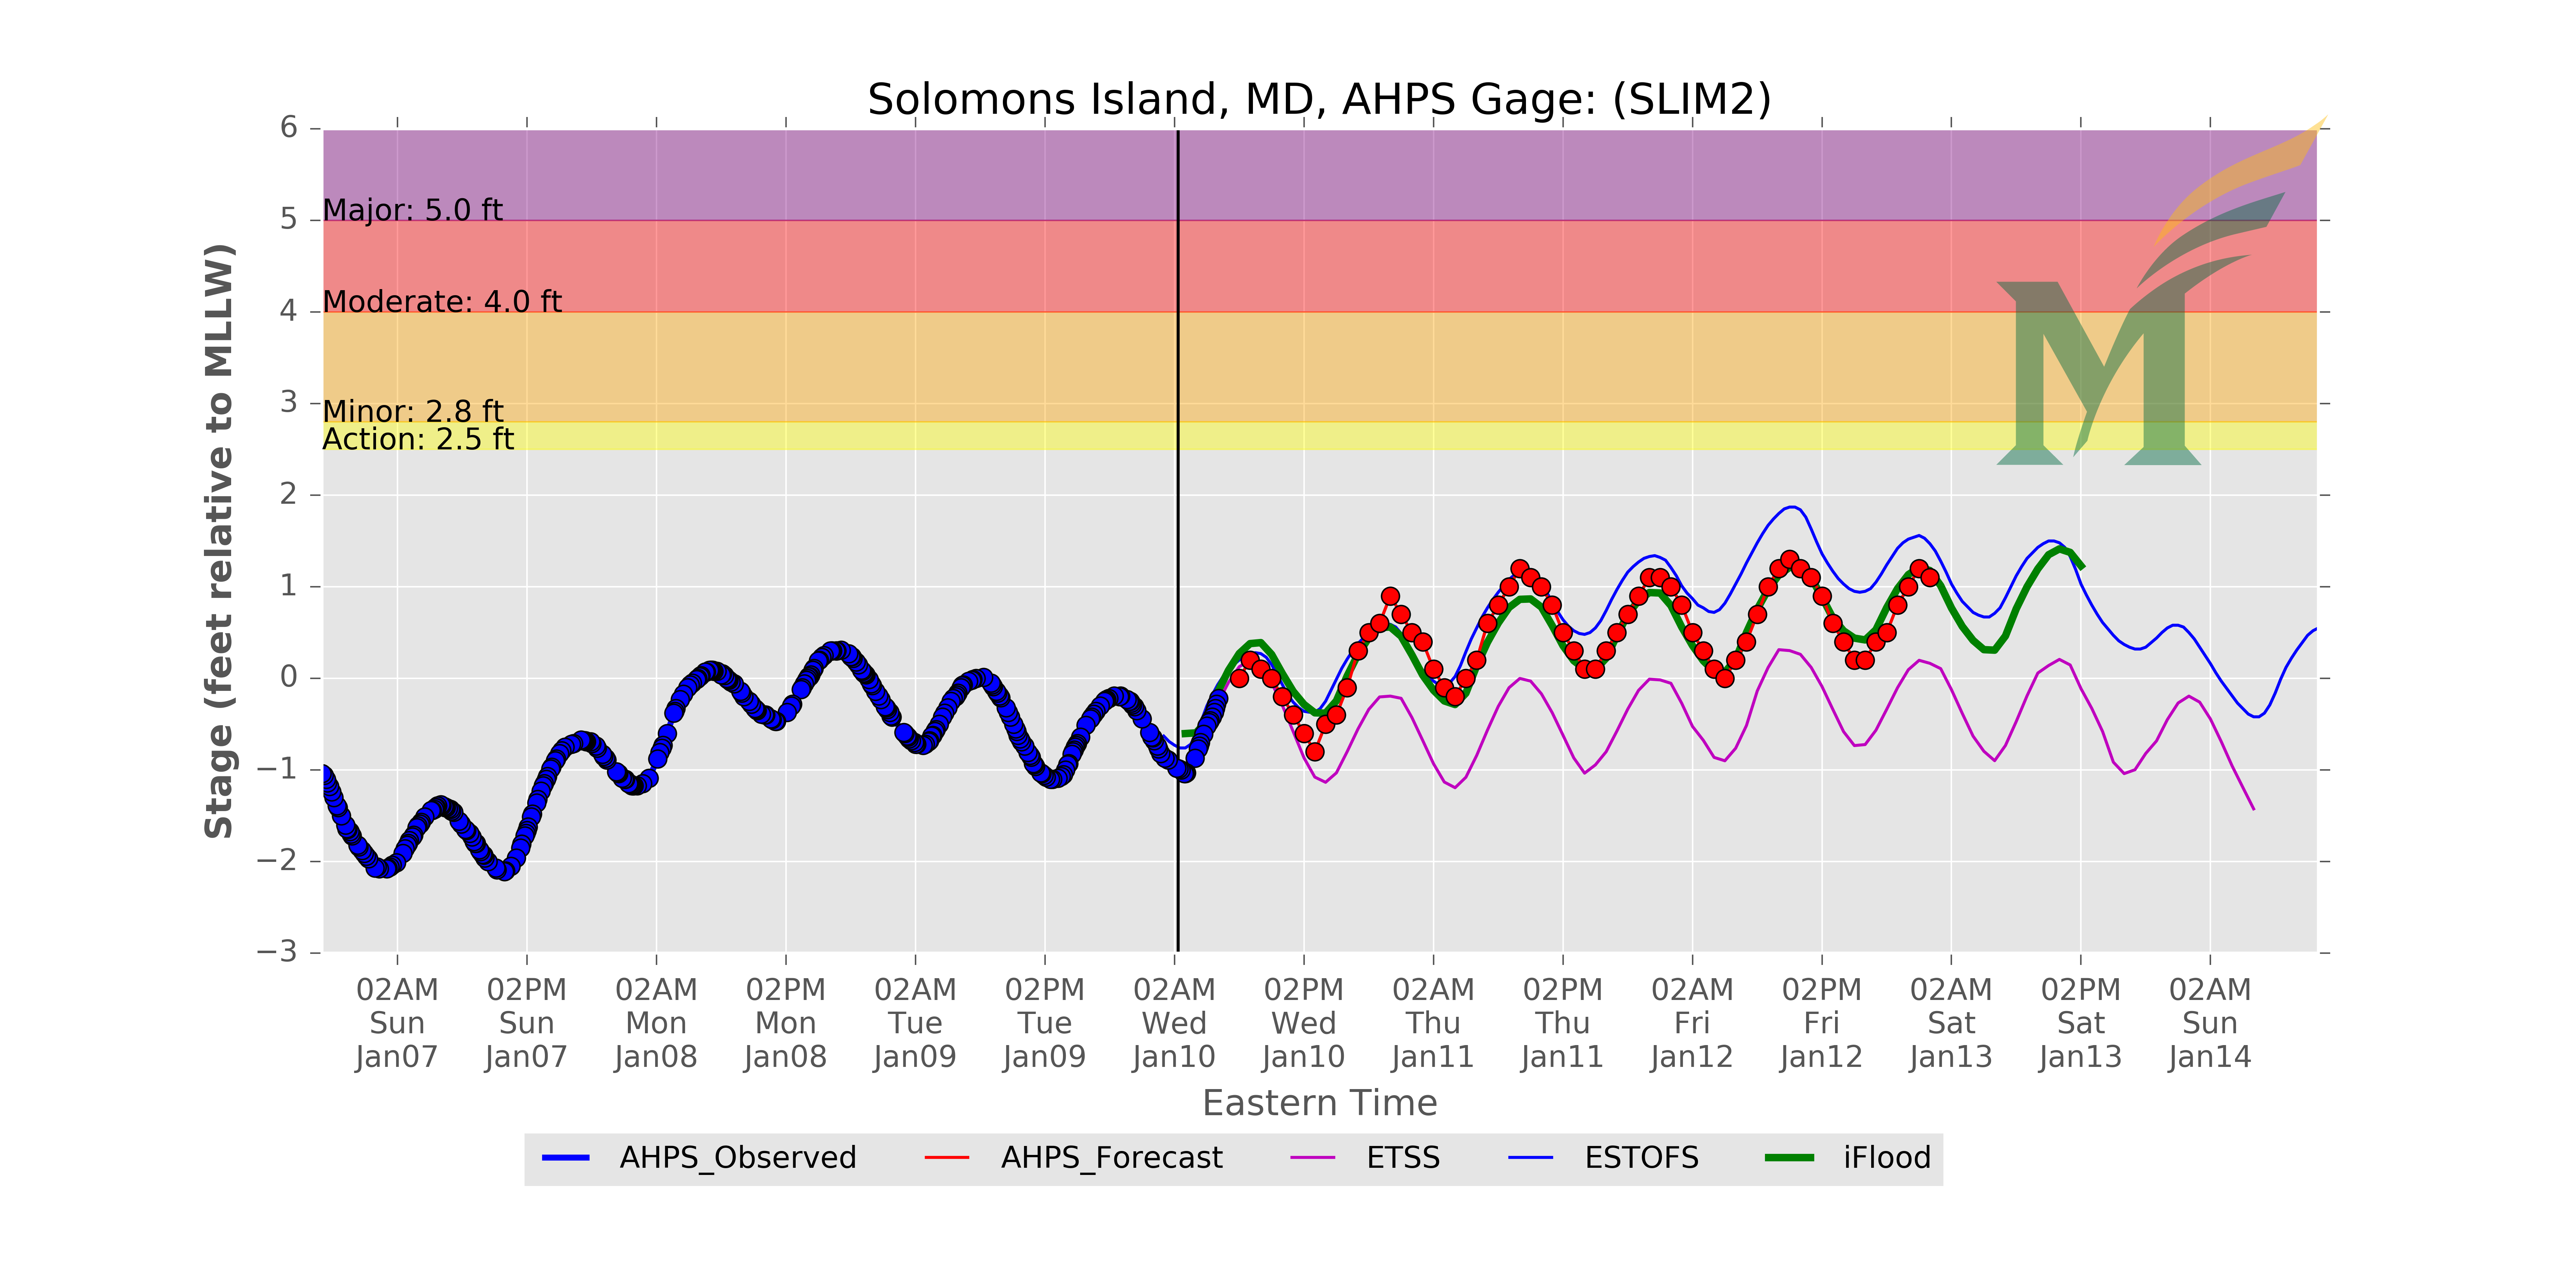 Solomons Island, MD, AHPS Gage: (SLIM2)
Stage (feet relative to MLLW)
6
5
4
3
2
1
0
−1
−2
−3
Major: 5.0 ft
Moderate: 4.0 ft
Minor: 2.8 ft
Action: 2.5 ft
M
02AM 02PM 02AM 02PM 02AM 02PM 02AM 02PM 02AM 02PM 02AM 02PM 02AM 02PM 02AM
Sun Sun Mon Mon Tue Tue Wed Wed Thu Thu Fri Fri Sat Sat Sun
Jan07 Jan07 Jan08 Jan08 Jan09 Jan09 Jan10 Jan10 Jan11 Jan11 Jan12 Jan12 Jan13 Jan13 Jan14
Eastern Time
AHPS_Observed AHPS_Forecast ETSS ESTOFS iFlood